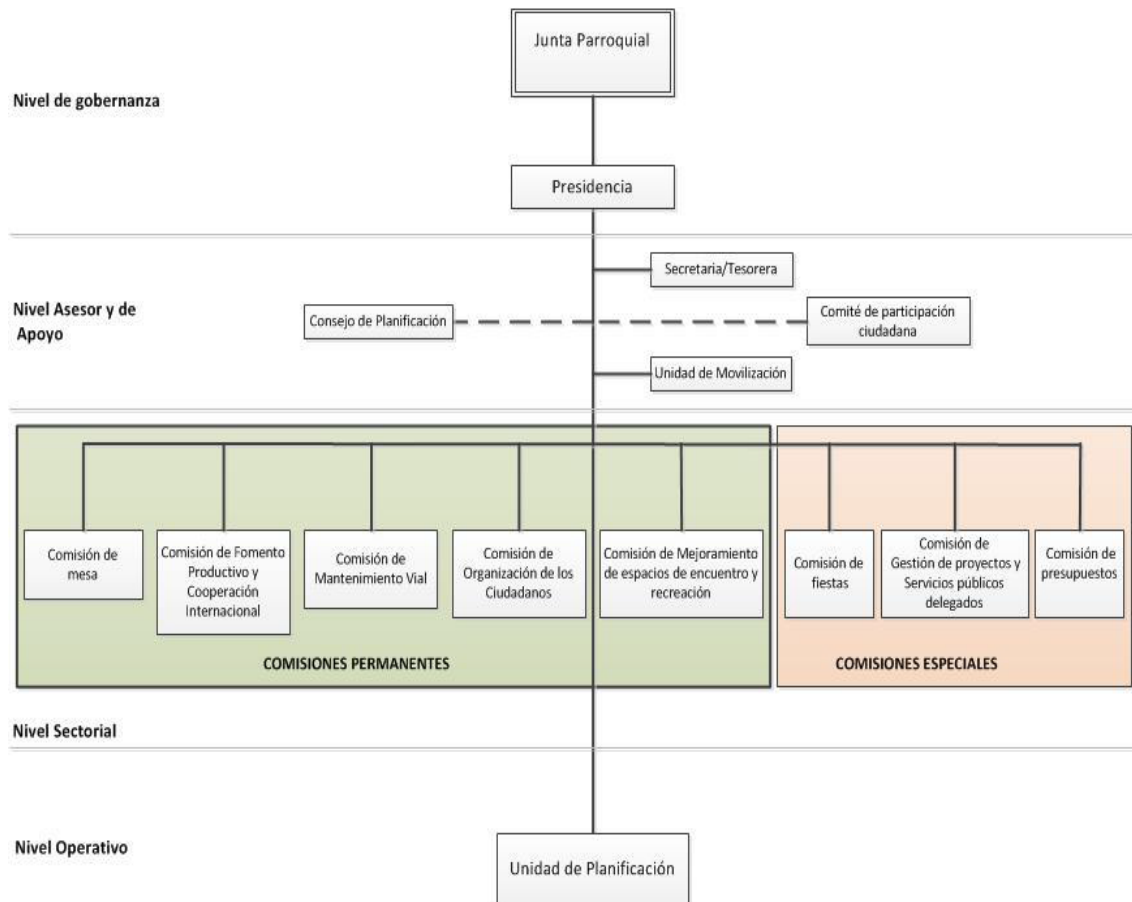 Junta Parroquial
Nivel de gobernanza
Presidencia
Secretaria/Tesorera
Nivel Asesor y de
Apoyo
Consejo de Planificación
Comité de participación
ciudadana
Unidad de Movilización
Comisión de
mesa
Comisión de Fomento
Productivo y
Cooperación
Internacional
Comisión de
Mantenimiento Vial
Comisión de
Organización de los
Ciudadanos
Comisión de Mejoramiento
de espacios de encuentro y
recreación
Comisión de
fiestas
Comisión de
Gestión de proyectos y
Servicios públicos
delegados
Comisión de
presupuestos
COMISIONES PERMANENTES
COMISIONES ESPECIALES
Nivel Sectorial
Nivel Operativo
Unidad de Planificación